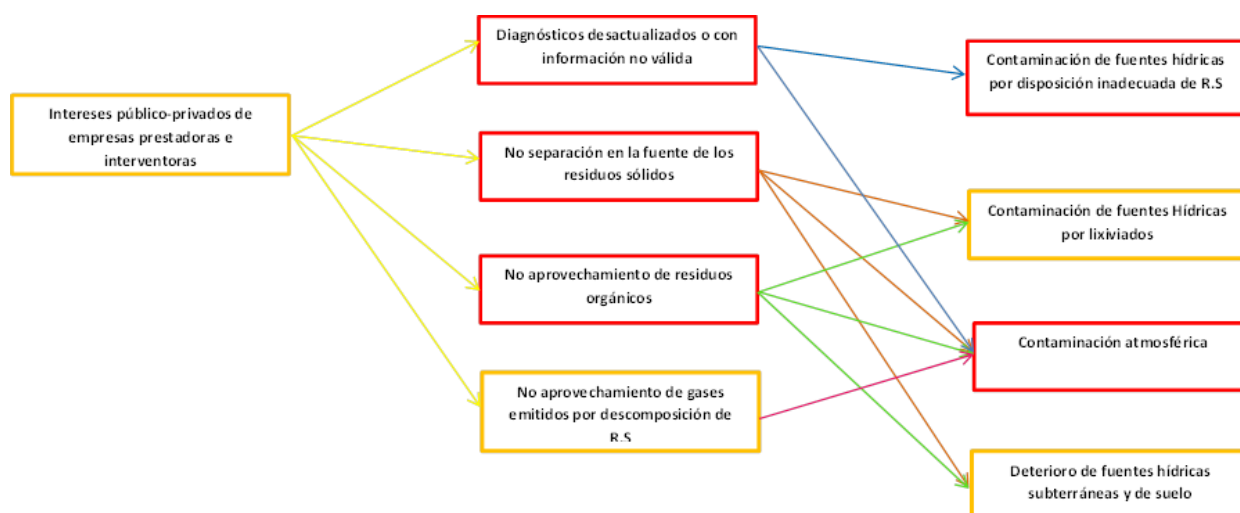 Intereses público-privados de
empresas prestadoras e
interventoras
Diagnósticos desactualizados o con
información no válida
No separación en la fuente de los
residuos sólidos
No aprovechamiento de residuos
orgánicos
No aprovechamiento de gases
emitidos por descomposición de
R.S
Contaminación de fuentes hídricas
por disposición inadecuada de R.S
Contaminación de fuentes Hídricas
por lixiviados
Contaminación atmosférica
Deterioro de fuentes hídricas
subterráneas y de suelo